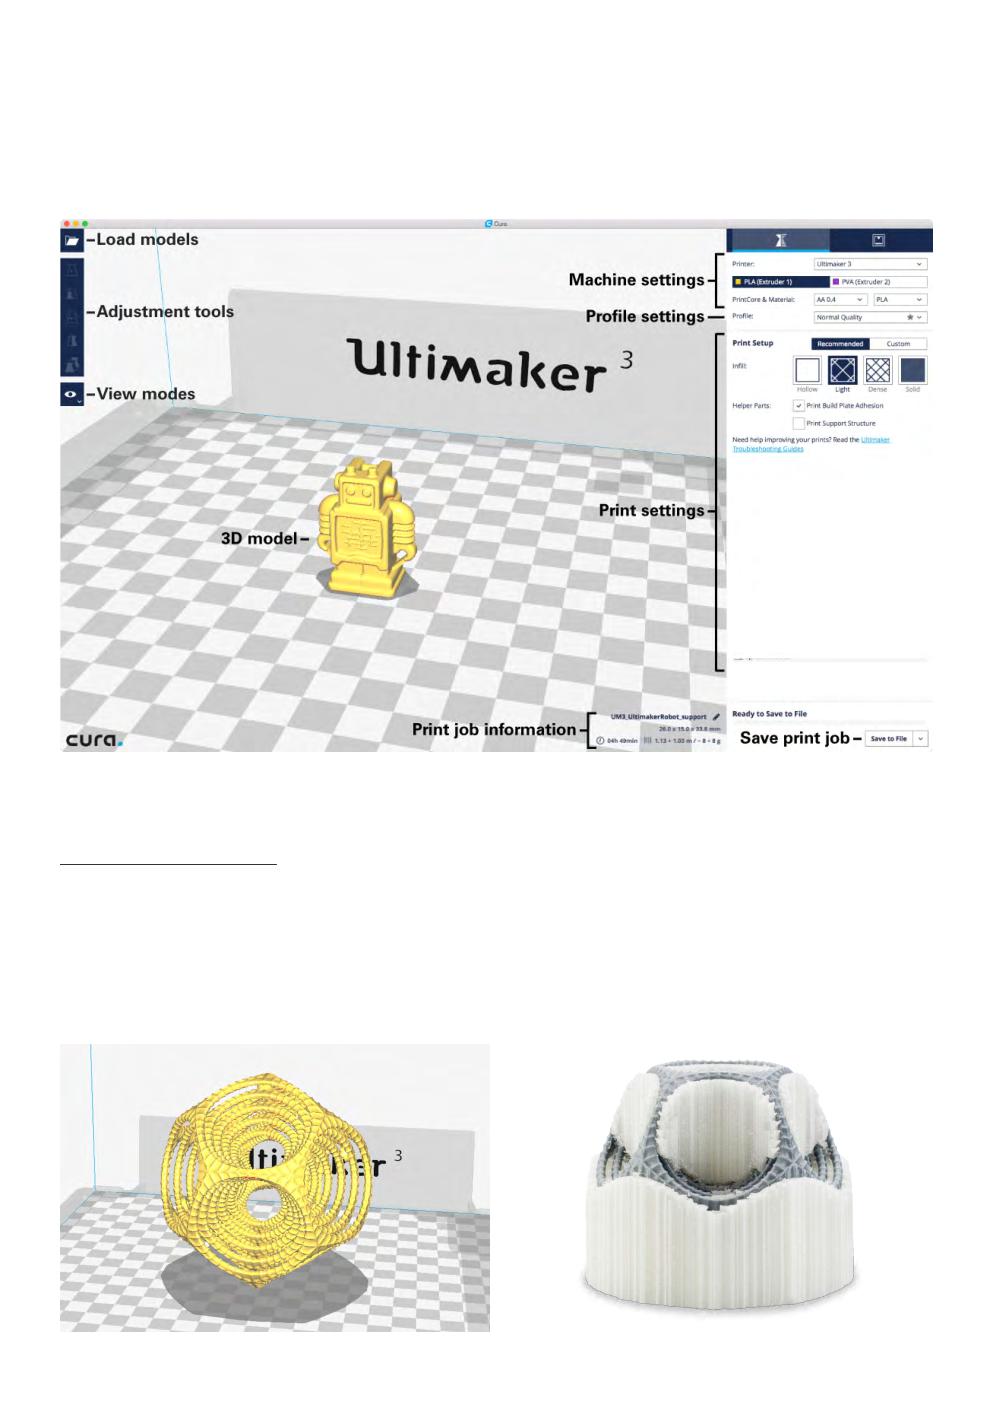 Cura
Load models
Adjustment tools
View modes
Ultimaker 3
3D model
Machine settings
Printer:
Ultimaker 3
PLA (Extruder 1)
PVA (Extruder 2)
PrintCore & Material:
AA 0.4
PLA
Profile settings
Profile:
Normal Quality
Print settings
Print Setup
Recommended
Custom
Infill:
Hollow
Light
Dense
Solid
Helper Parts:
Print Build Plate Adhesion
Print Support Structure
Need help improving your prints? Read the Ultimaker
Troubleshooting Guides
Print job information
UM3_UltimakerRobot_support
26.0 x 15.0 x 33.6 mm
04h 49min
1.13 + 1.03 m / ~ 8 + 8 g
Ready to Save to File
Save print job
Save to File
cura.
ltimaker 3